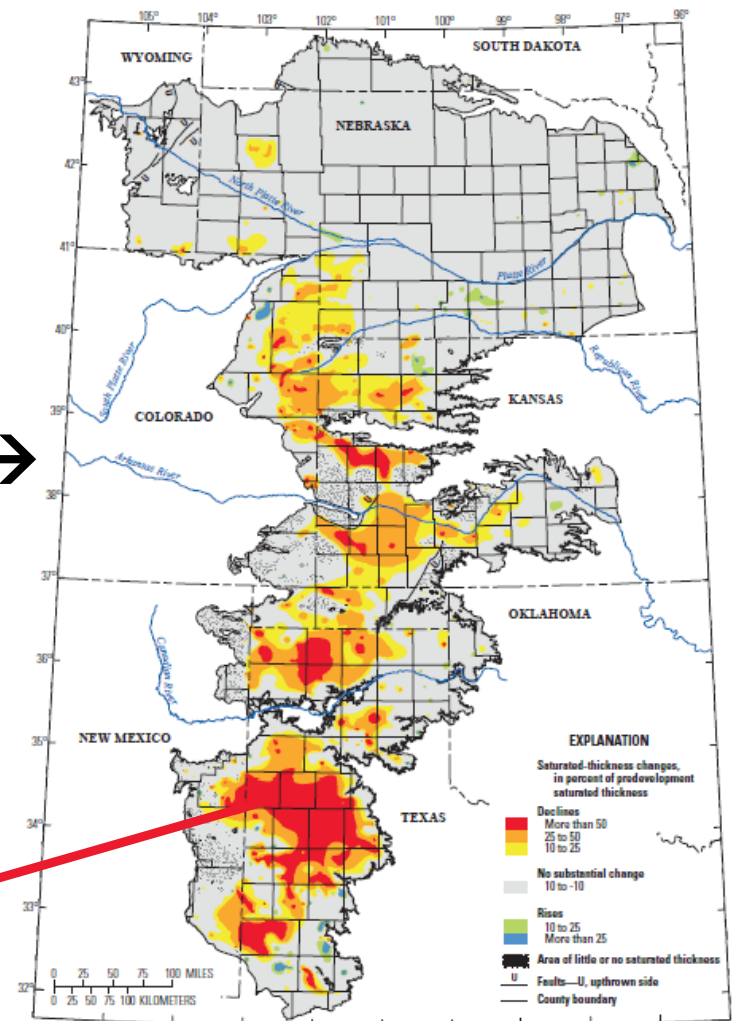 105° 104° 103° 102° 101° 100° 99° 98° 97° 96°
WYOMING
SOUTH DAKOTA
43°
NEBRASKA
42°
North Platte River
41°
Platte River
40°
South Platte River
Republican River
39°
COLORADO
KANSAS
Arkansas River
38°
37°
OKLAHOMA
36°
Canadian River
35°
NEW MEXICO
TEXAS
34°
33°
32°
EXPLANATION
Saturated-thickness changes,
in percent of predevelopment
saturated thickness
Declines
More than 50
25 to 50
10 to 25
No substantial change
10 to -10
Rises
10 to 25
More than 25
Area of little or no saturated thickness
U
Faults—U, upthrown side
County boundary
0 25 50 75 100 MILES
0 25 50 75 100 KILOMETERS